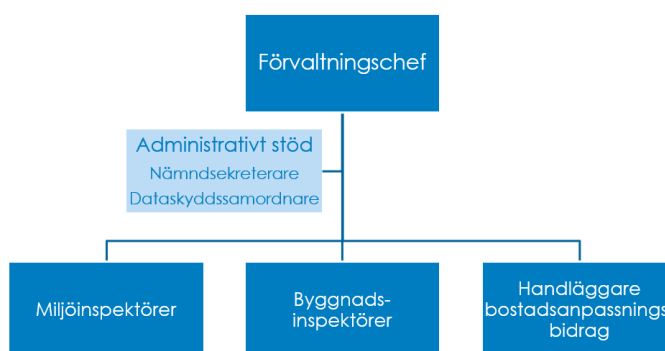 Förvaltningschef
Administrativt stöd
Nämndsekreterare
Dataskyddssamordnare
Miljöinspektörer
Byggnads-
inspektörer
Handläggare
bostadsanpassnings
bidrag